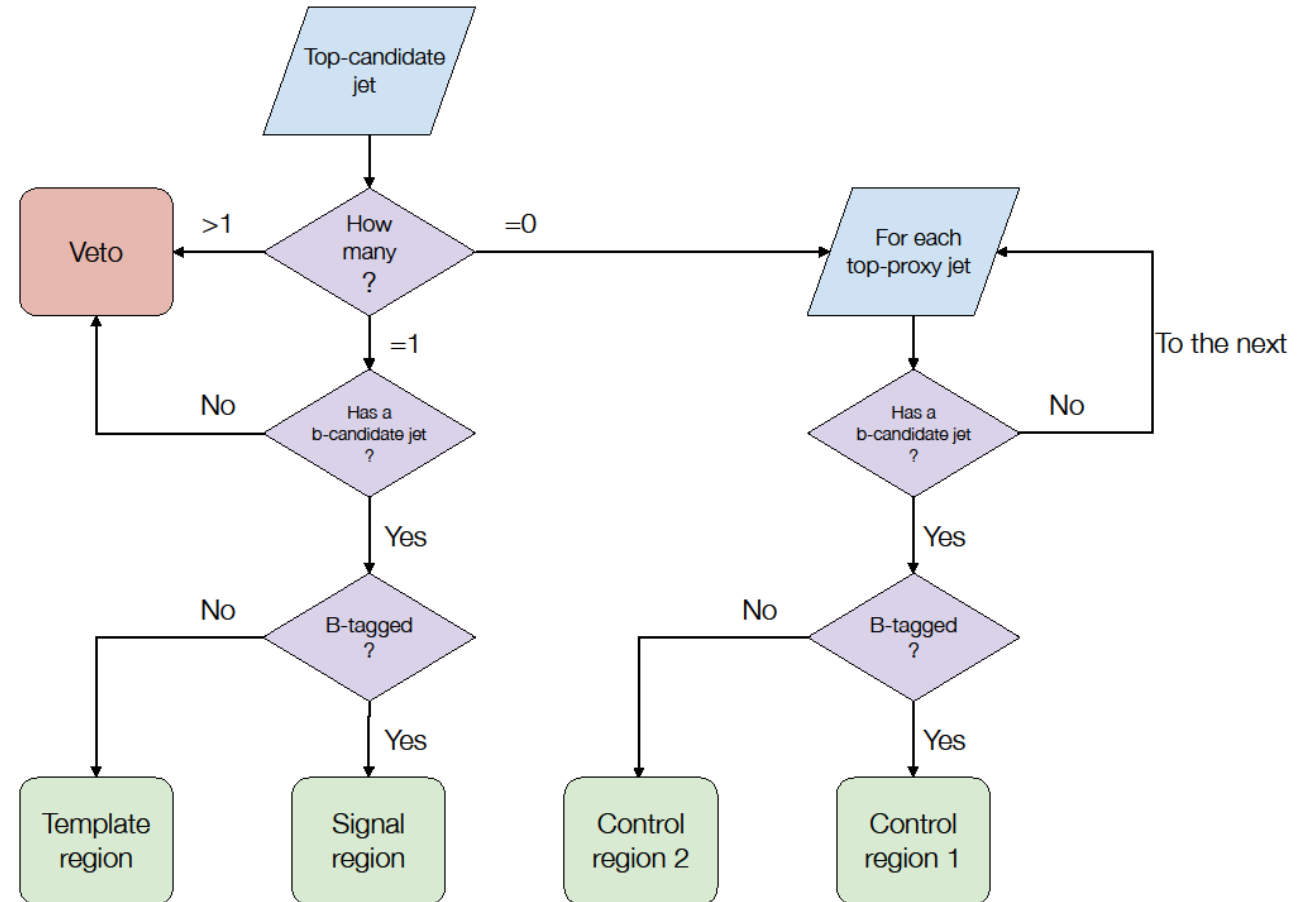 Top-candidate
jet
>1
How
many
?
=0
Veto
For each
top-proxy jet
=1
To the next
No
Has a
b-candidate jet
?
Has a
b-candidate jet
?
No
Yes
Yes
No
B-tagged
?
No
B-tagged
?
Yes
Yes
Template
region
Signal
region
Control
region 2
Control
region 1